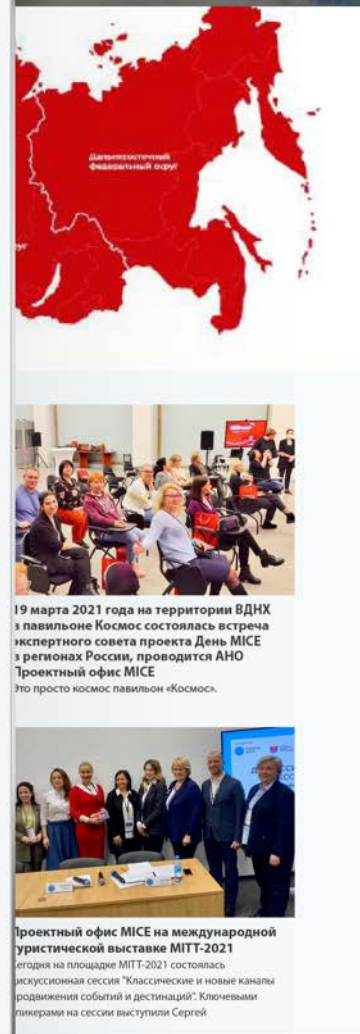 Дальневосточный
федеральный округ
19 марта 2021 года на территории ВДНХ
в павильоне Космос состоялась встреча
экспертного совета проекта День MICE
в регионах России, проводится АНО
Проектный офис MICE
Это просто космос павильон «Космос».
Проектный офис MICE на международной
туристической выставке MITT-2021
Сегодня на площадке MITT-2021 состоялась
дискуссионная сессия "Классические и новые каналы
продвижения событий и дестинаций". Ключевыми
спикерами на сессии выступили Сергей